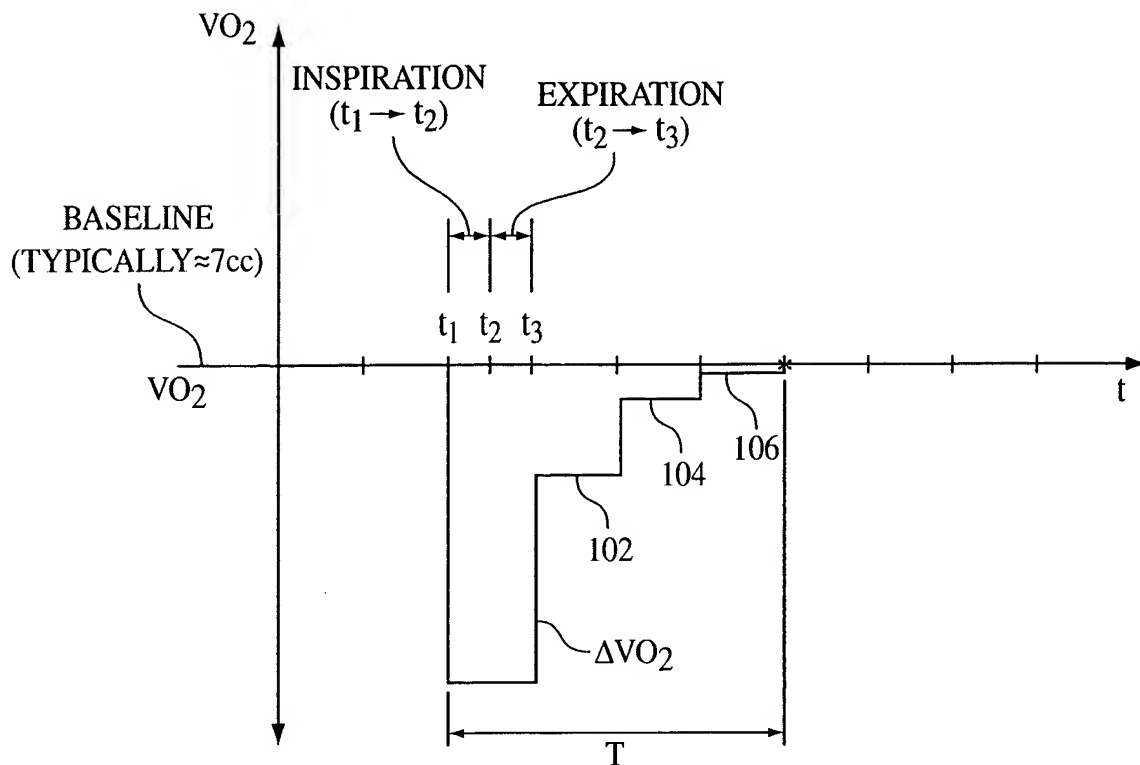 VO2
INSPIRATION
(t1 → t2)
EXPIRATION
(t2 → t3)
BASELINE
(TYPICALLY≈7cc)
t1 t2 t3
VO2
t
106
104
102
ΔVO2
T